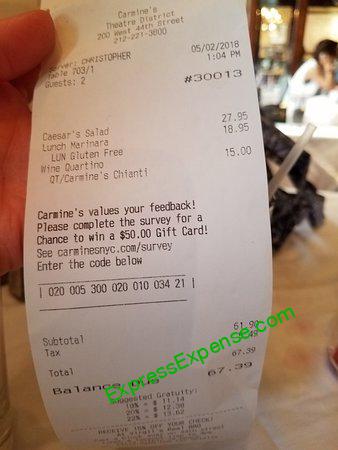 Carmine's
Theatre District
200 West 44th Street
212-221-3800
Server: CHRISTOPHER 05/02/2018
Table 703/1 1:04 PM
Guests: 2
#30013
Caesar's Salad 27.95
Lunch Marinara 18.95
LUN Gluten Free
Wine Quartino 15.00
QT/Carmine's Chianti
Carmine's values your feedback!
Please complete the survey for a
Chance to win a $50.00 Gift Card!
See carminesnyc.com/survey
Enter the code below
| 020 005 300 020 010 034 21 |
Subtotal 61.90
Tax 5.49
Total 67.39
Balance Due 67.39
ExpressExpense.com
Suggested Gratuity:
18% = $ 11.14
20% = $ 12.38
22% = $ 13.62
RECEIVE 15% OFF YOUR CHECK!